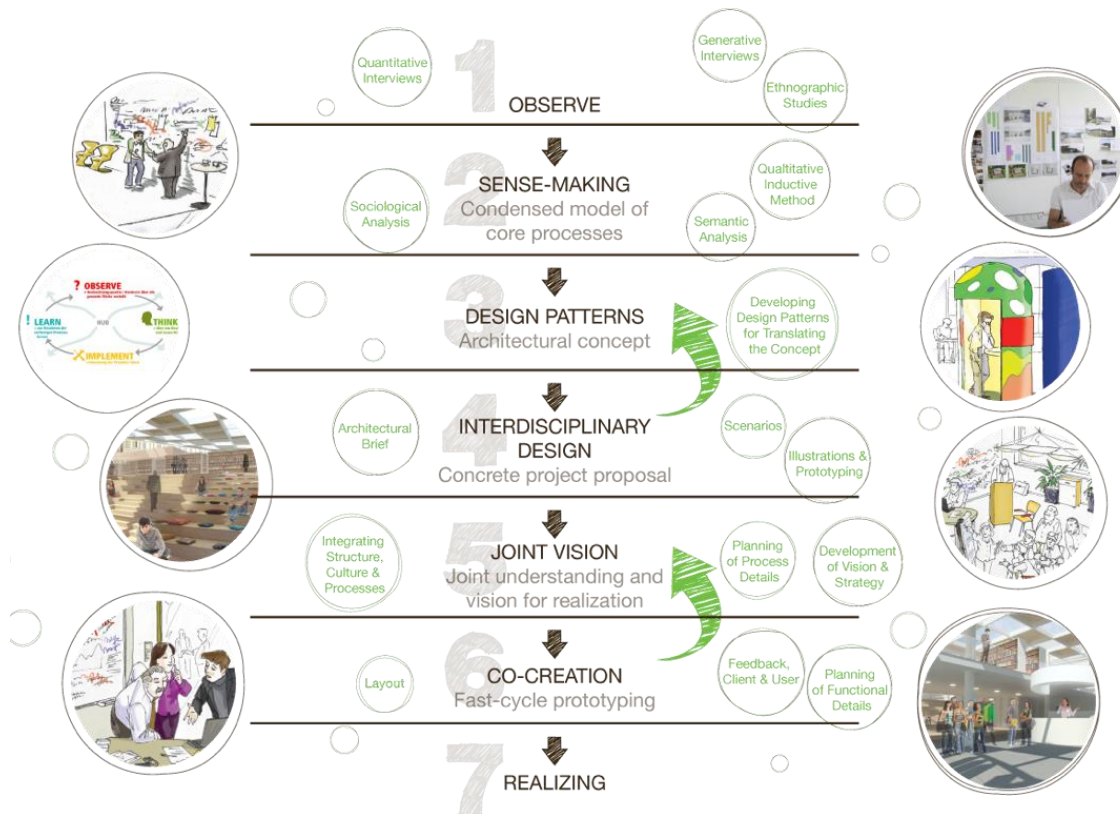 1
OBSERVE
Quantitative
Interviews
Generative
Interviews
Ethnographic
Studies
2
SENSE-MAKING
Condensed model of
core processes
Sociological
Analysis
Qualtitative
Inductive
Method
Semantic
Analysis
3
DESIGN PATTERNS
Architectural concept
Developing
Design Patterns
for Translating
the Concept
? OBSERVE
! LEARN
HUB
THINK
IMPLEMENT
4
INTERDISCIPLINARY
DESIGN
Concrete project proposal
Architectural
Brief
Scenarios
Illustrations &
Prototyping
5
JOINT VISION
Joint understanding and
vision for realization
Integrating
Structure,
Culture &
Processes
Planning
of Process
Details
Development
of Vision &
Strategy
6
CO-CREATION
Fast-cycle prototyping
Layout
Feedback,
Client & User
Planning
of Functional
Details
7
REALIZING